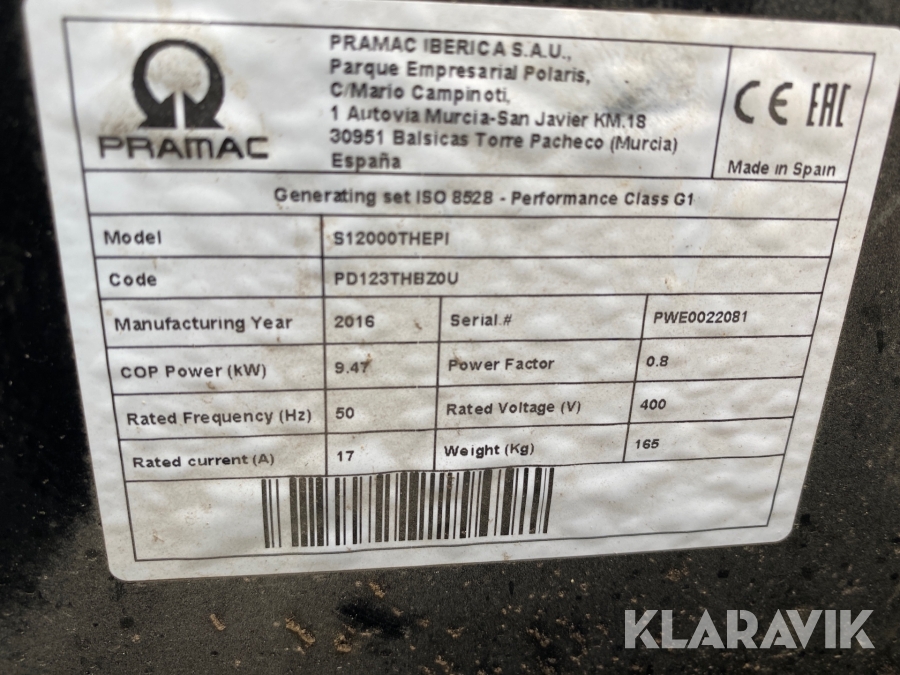 PRAMAC
PRAMAC IBERICA S.A.U.,
Parque Empresarial Polaris,
C/Mario Campinoti,
1 Autovia Murcia-San Javier KM.18
30951 Balsicas Torre Pacheco (Murcia)
España
CE EAC
Made in Spain
Generating set ISO 8528 - Performance Class G1
Model S12000THEPI
Code PD123THBZ0U
Manufacturing Year 2016 Serial # PWE0022081
COP Power (kW) 9.47 Power Factor 0.8
Rated Frequency (Hz) 50 Rated Voltage (V) 400
Rated current (A) 17 Weight (Kg) 165
KLARAVIK